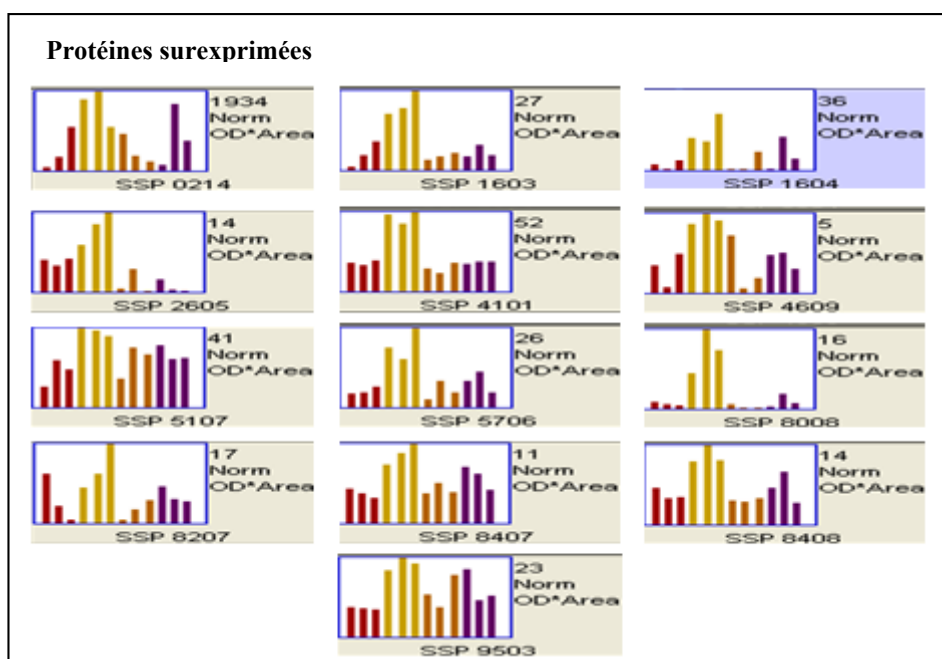 Protéines surexprimées
1934
Norm
OD*Area
SSP 0214
27
Norm
OD*Area
SSP 1603
36
Norm
OD*Area
SSP 1604
14
Norm
OD*Area
SSP 2605
52
Norm
OD*Area
SSP 4101
5
Norm
OD*Area
SSP 4609
41
Norm
OD*Area
SSP 5107
26
Norm
OD*Area
SSP 5706
16
Norm
OD*Area
SSP 8008
17
Norm
OD*Area
SSP 8207
11
Norm
OD*Area
SSP 8407
14
Norm
OD*Area
SSP 8408
23
Norm
OD*Area
SSP 9503